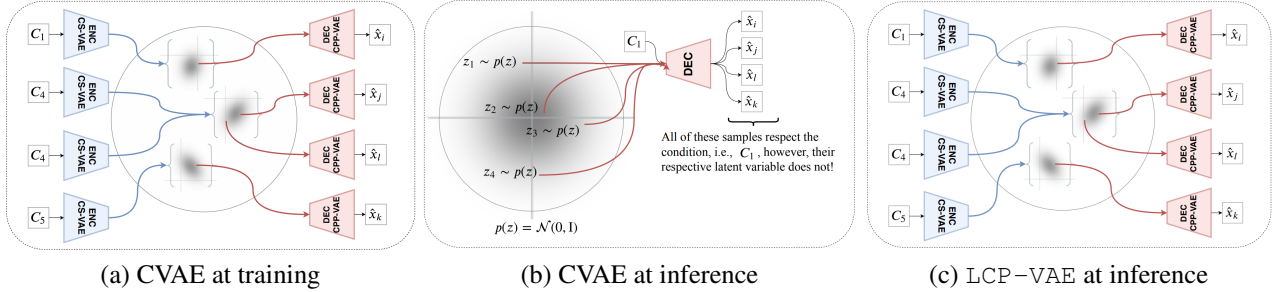 C₁
ENC
CS-VAE
DEC
CPP-VAE
x̂ᵢ
C₄
ENC
CS-VAE
DEC
CPP-VAE
x̂ⱼ
C₄
ENC
CS-VAE
DEC
CPP-VAE
x̂ₗ
C₅
ENC
CS-VAE
DEC
CPP-VAE
x̂ₖ
(a) CVAE at training
C₁
DEC
x̂ᵢ
x̂ⱼ
x̂ₗ
x̂ₖ
z₁ ∼ p(z)
z₂ ∼ p(z)
z₃ ∼ p(z)
z₄ ∼ p(z)
p(z) = 𝒩(0, I)
All of these samples respect the
condition, i.e., C₁, however, their
respective latent variable does not!
(b) CVAE at inference
C₁
ENC
CS-VAE
DEC
CPP-VAE
x̂ᵢ
C₄
ENC
CS-VAE
DEC
CPP-VAE
x̂ⱼ
C₄
ENC
CS-VAE
DEC
CPP-VAE
x̂ₗ
C₅
ENC
CS-VAE
DEC
CPP-VAE
x̂ₖ
(c) LCP-VAE at inference